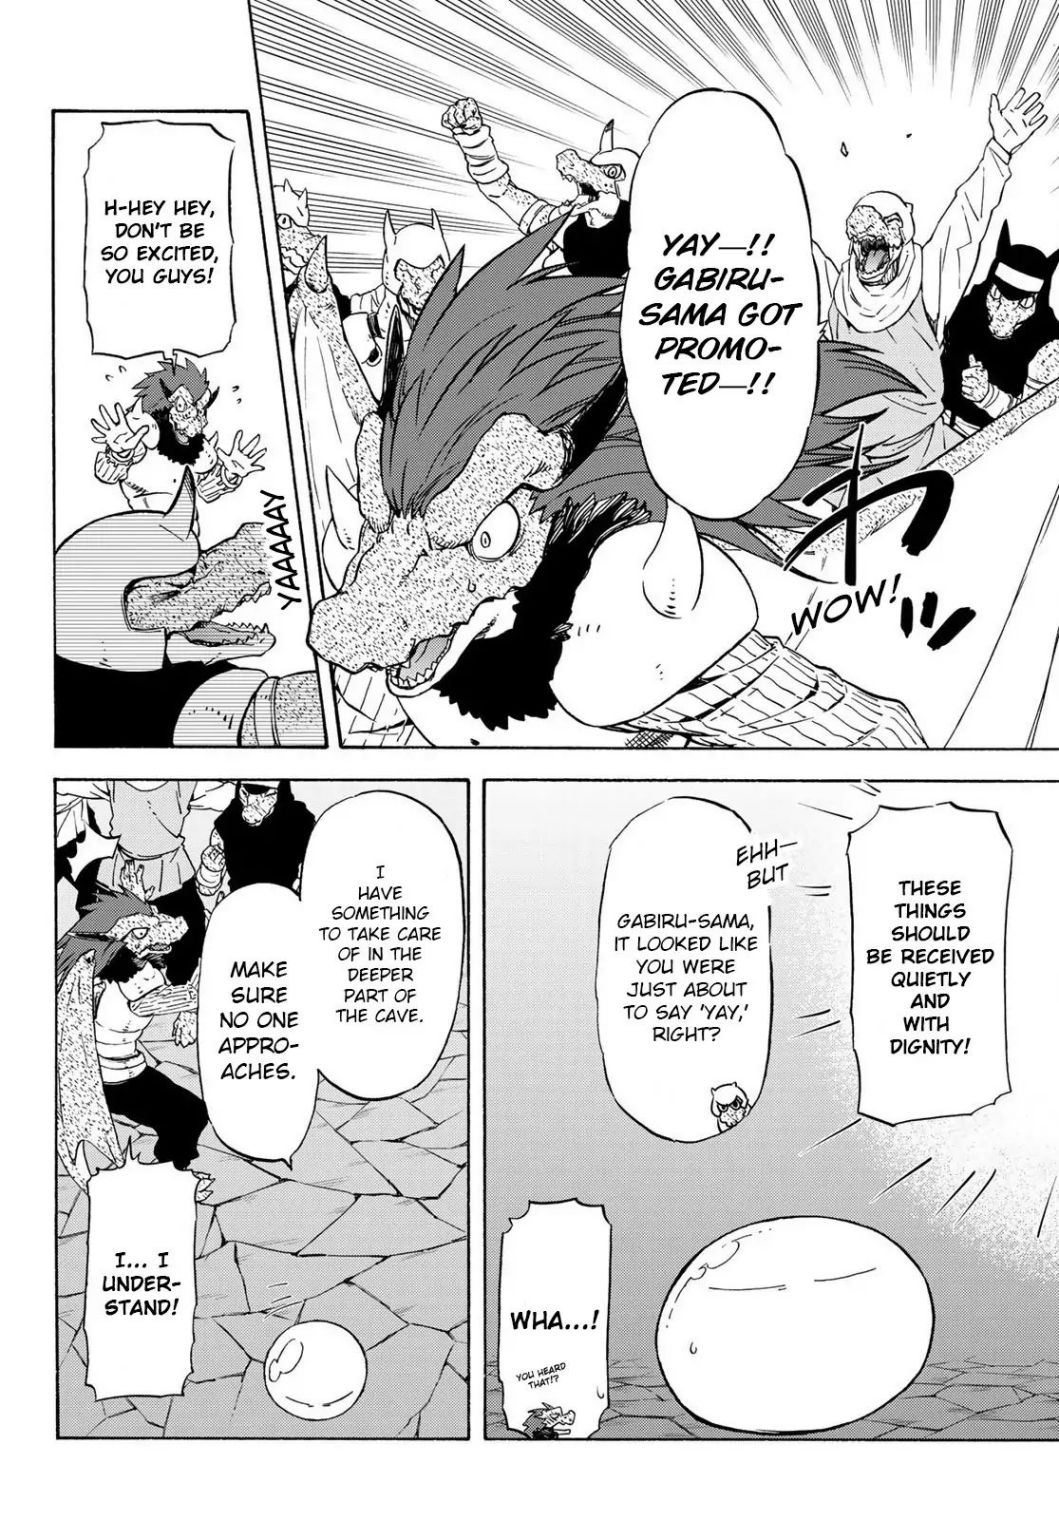 YAY—!!
GABIRU-
SAMA GOT
PROMO-
TED—!!
わ
WOW!
H-HEY HEY,
DON'T BE
SO EXCITED,
YOU GUYS!
YAAAAAY
THESE
THINGS
SHOULD
BE RECEIVED
QUIETLY
AND
WITH
DIGNITY!
EHH—
BUT
GABIRU-SAMA,
IT LOOKED LIKE
YOU WERE
JUST ABOUT
TO SAY 'YAY,'
RIGHT?
WHA...!
YOU HEARD
THAT!?
I
HAVE
SOMETHING
TO TAKE CARE
OF IN THE
DEEPER
PART OF
THE CAVE.
MAKE
SURE
NO ONE
APPRO-
ACHES.
I... I
UNDER-
STAND!